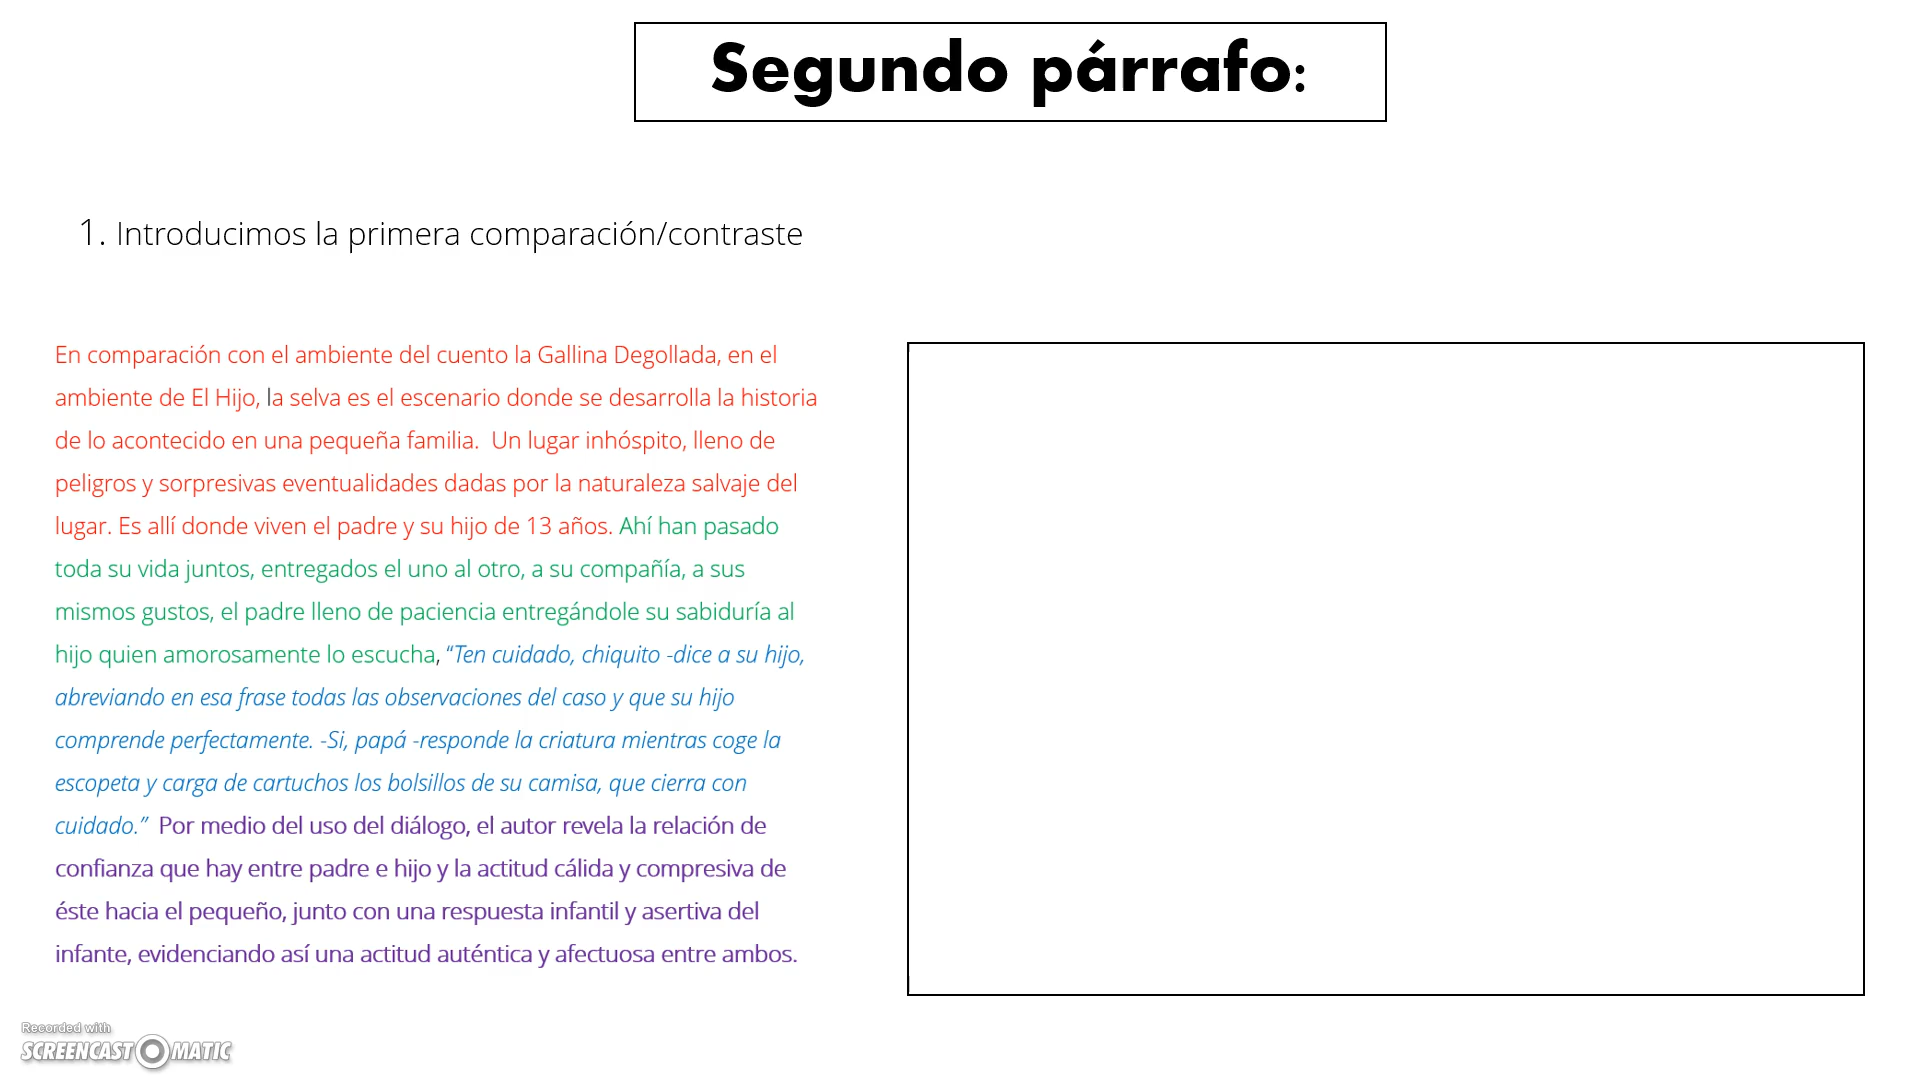 Segundo párrafo:
1. Introducimos la primera comparación/contraste
En comparación con el ambiente del cuento la Gallina Degollada, en el
ambiente de El Hijo, la selva es el escenario donde se desarrolla la historia
de lo acontecido en una pequeña familia.  Un lugar inhóspito, lleno de
peligros y sorpresivas eventualidades dadas por la naturaleza salvaje del
lugar. Es allí donde viven el padre y su hijo de 13 años. Ahí han pasado
toda su vida juntos, entregados el uno al otro, a su compañía, a sus
mismos gustos, el padre lleno de paciencia entregándole su sabiduría al
hijo quien amorosamente lo escucha, “Ten cuidado, chiquito -dice a su hijo,
abreviando en esa frase todas las observaciones del caso y que su hijo
comprende perfectamente. -Si, papá -responde la criatura mientras coge la
escopeta y carga de cartuchos los bolsillos de su camisa, que cierra con
cuidado.”  Por medio del uso del diálogo, el autor revela la relación de
confianza que hay entre padre e hijo y la actitud cálida y compresiva de
éste hacia el pequeño, junto con una respuesta infantil y asertiva del
infante, evidenciando así una actitud auténtica y afectuosa entre ambos.
Recorded with
SCREENCAST-O-MATIC